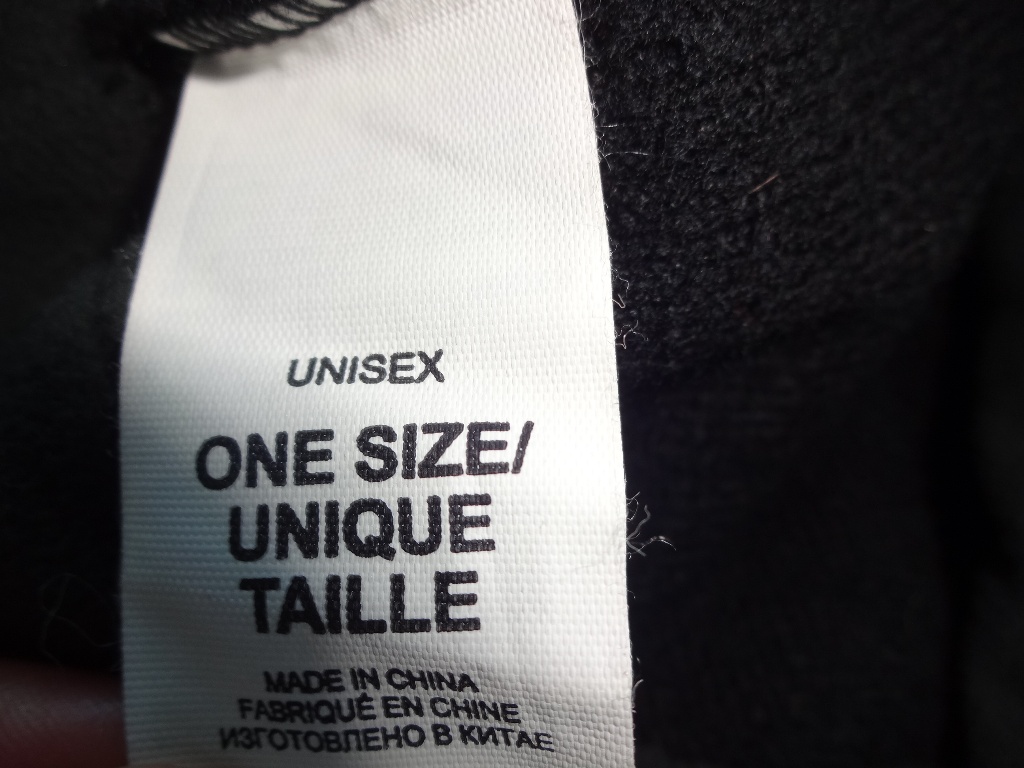 UNISEX
ONE SIZE/
UNIQUE
TAILLE
MADE IN CHINA
FABRIQUÉ EN CHINE
ИЗГОТОВЛЕНО В КИТАЕ